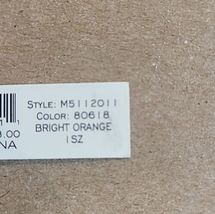 STYLE: M5112011
COLOR: 80618
BRIGHT ORANGE
1SZ